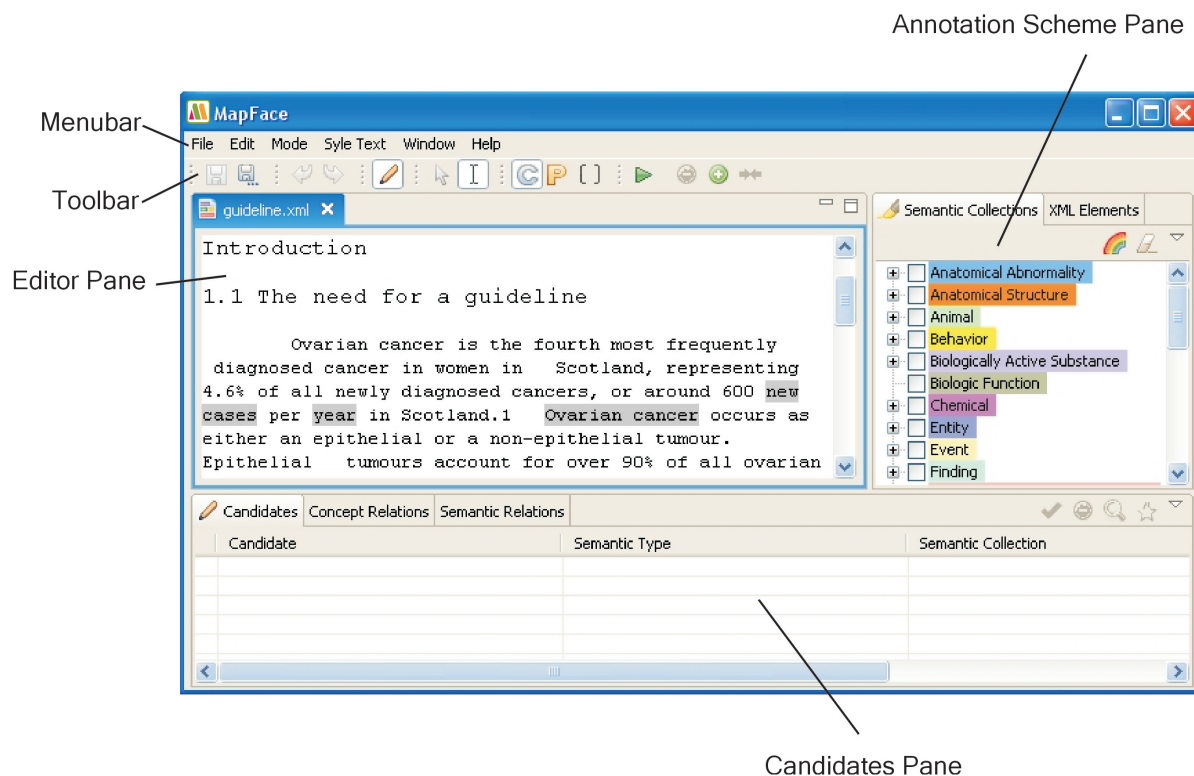 Annotation Scheme Pane
MapFace
Menubar
File Edit Mode Syle Text Window Help
Toolbar
C P [ ]
guideline.xml
Semantic Collections XML Elements
Editor Pane
Introduction
1.1 The need for a guideline
Ovarian cancer is the fourth most frequently
diagnosed cancer in women in Scotland, representing
4.6% of all newly diagnosed cancers, or around 600 new
cases per year in Scotland.1 Ovarian cancer occurs as
either an epithelial or a non-epithelial tumour.
Epithelial tumours account for over 90% of all ovarian
Anatomical Abnormality
Anatomical Structure
Animal
Behavior
Biologically Active Substance
Biologic Function
Chemical
Entity
Event
Finding
Candidates Concept Relations Semantic Relations
Candidate Semantic Type Semantic Collection
Candidates Pane